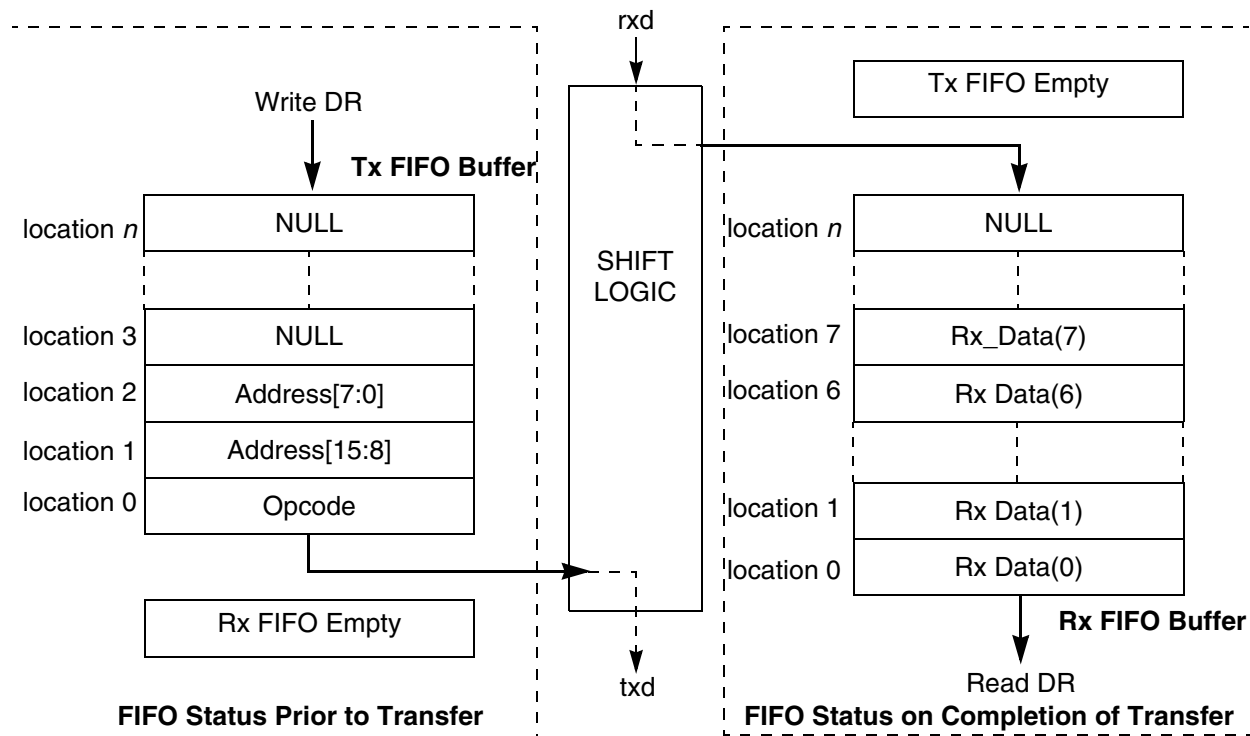 rxd
Write DR
Tx FIFO Buffer
location n
NULL
location 3
NULL
location 2
Address[7:0]
location 1
Address[15:8]
location 0
Opcode
Rx FIFO Empty
FIFO Status Prior to Transfer
SHIFT
LOGIC
txd
Tx FIFO Empty
location n
NULL
location 7
Rx_Data(7)
location 6
Rx Data(6)
location 1
Rx Data(1)
location 0
Rx Data(0)
Rx FIFO Buffer
Read DR
FIFO Status on Completion of Transfer